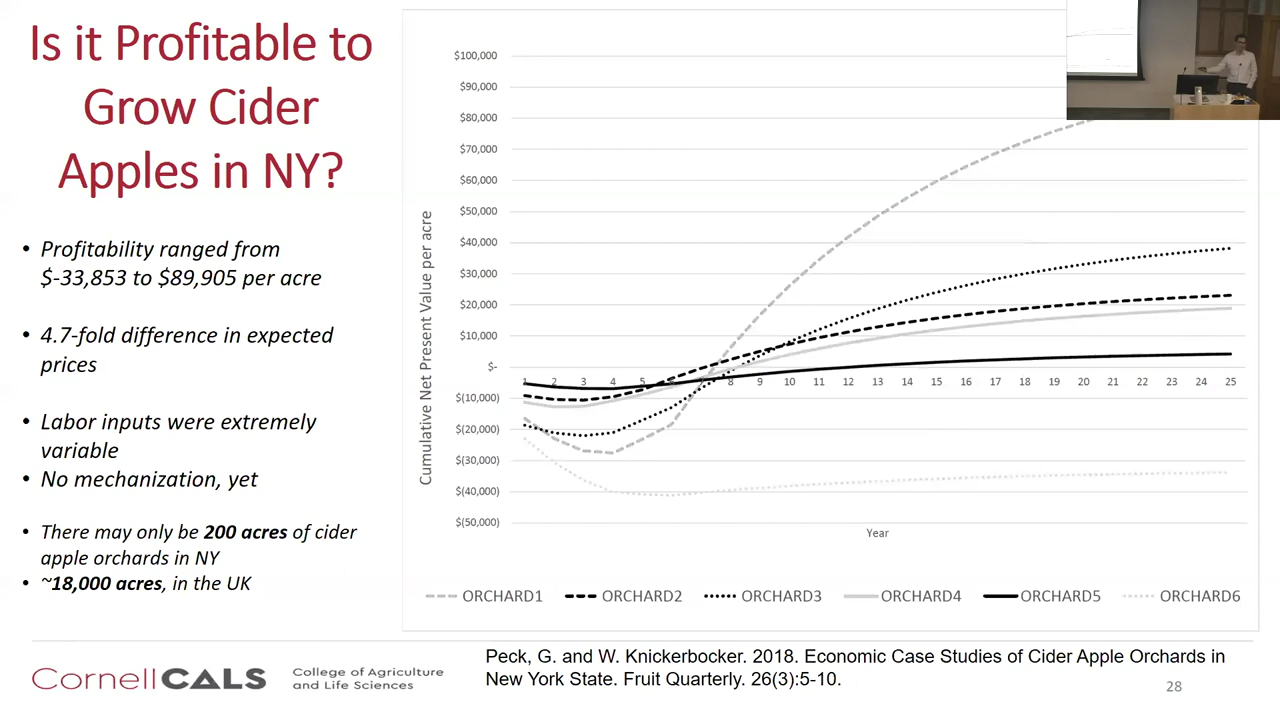 Is it Profitable to
Grow Cider
Apples in NY?
• Profitability ranged from
$-33,853 to $89,905 per acre
• 4.7-fold difference in expected
prices
• Labor inputs were extremely
variable
• No mechanization, yet
• There may only be 200 acres of cider
apple orchards in NY
• ~18,000 acres, in the UK
Cumulative Net Present Value per acre
$100,000
$90,000
$80,000
$70,000
$60,000
$50,000
$40,000
$30,000
$20,000
$10,000
$-
$(10,000)
$(20,000)
$(30,000)
$(40,000)
$(50,000)
1 2 3 4 5 6 7 8 9 10 11 12 13 14 15 16 17 18 19 20 21 22 23 24 25
Year
ORCHARD1 ORCHARD2 ORCHARD3 ORCHARD4 ORCHARD5 ORCHARD6
CornellCALS
College of Agriculture
and Life Sciences
Peck, G. and W. Knickerbocker. 2018. Economic Case Studies of Cider Apple Orchards in
New York State. Fruit Quarterly. 26(3):5-10.
28